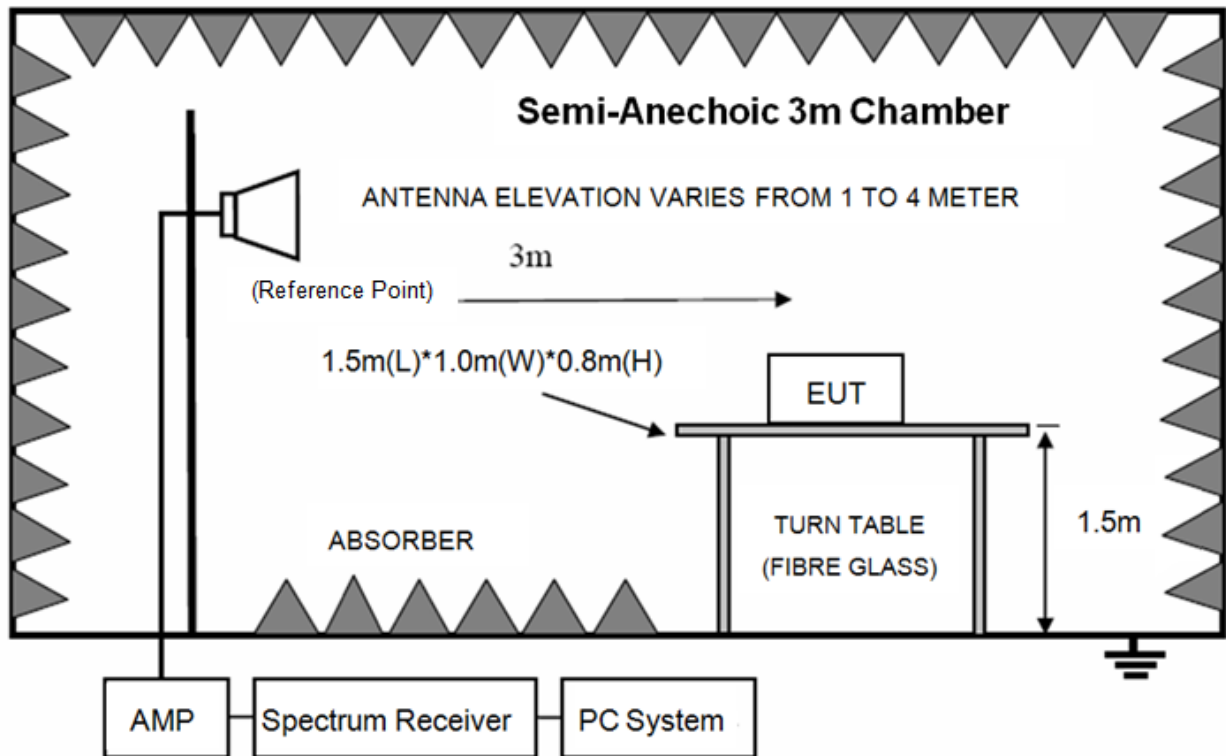 Semi-Anechoic 3m Chamber
ANTENNA ELEVATION VARIES FROM 1 TO 4 METER
3m
(Reference Point)
1.5m(L)*1.0m(W)*0.8m(H)
EUT
1.5m
TURN TABLE
(FIBRE GLASS)
ABSORBER
AMP
Spectrum Receiver
PC System